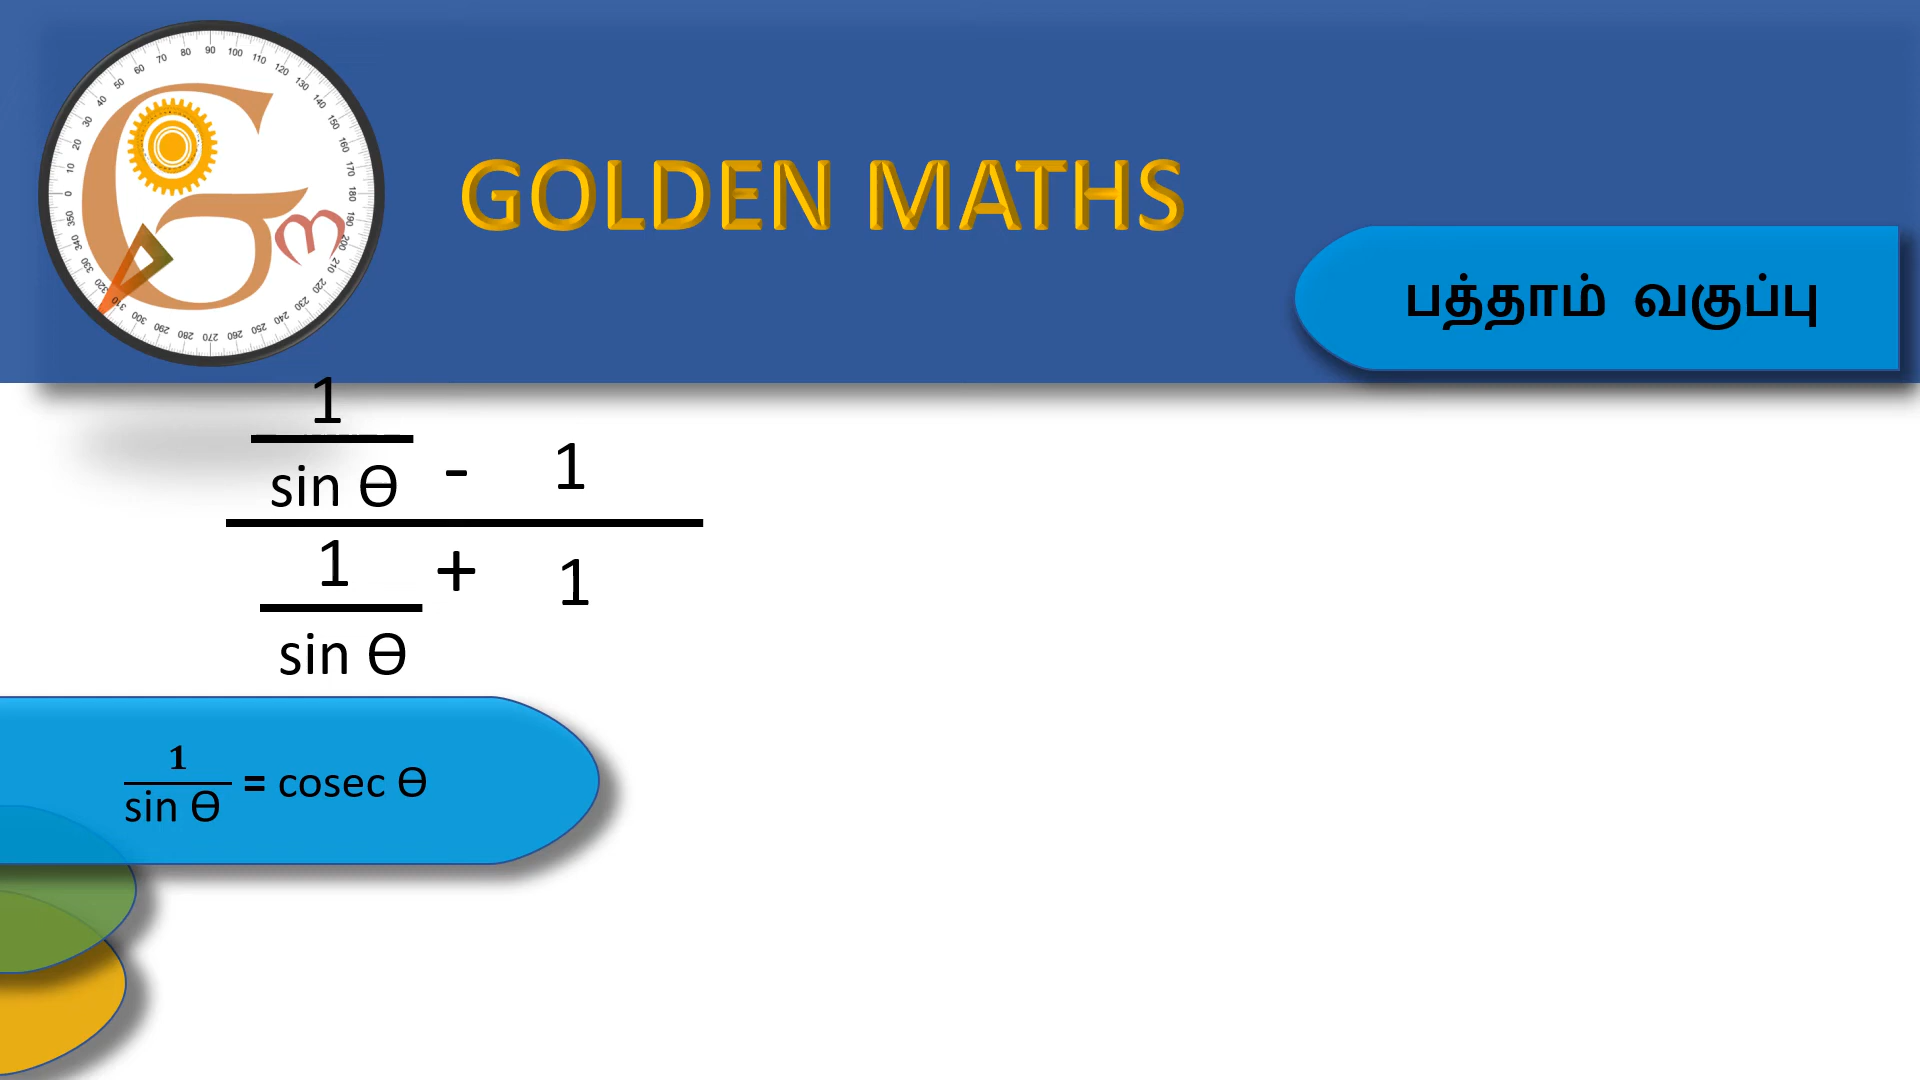 GOLDEN MATHS
பத்தாம் வகுப்பு
1
sin ϴ - 1
1 + 1
sin ϴ
1
sin ϴ = cosec ϴ